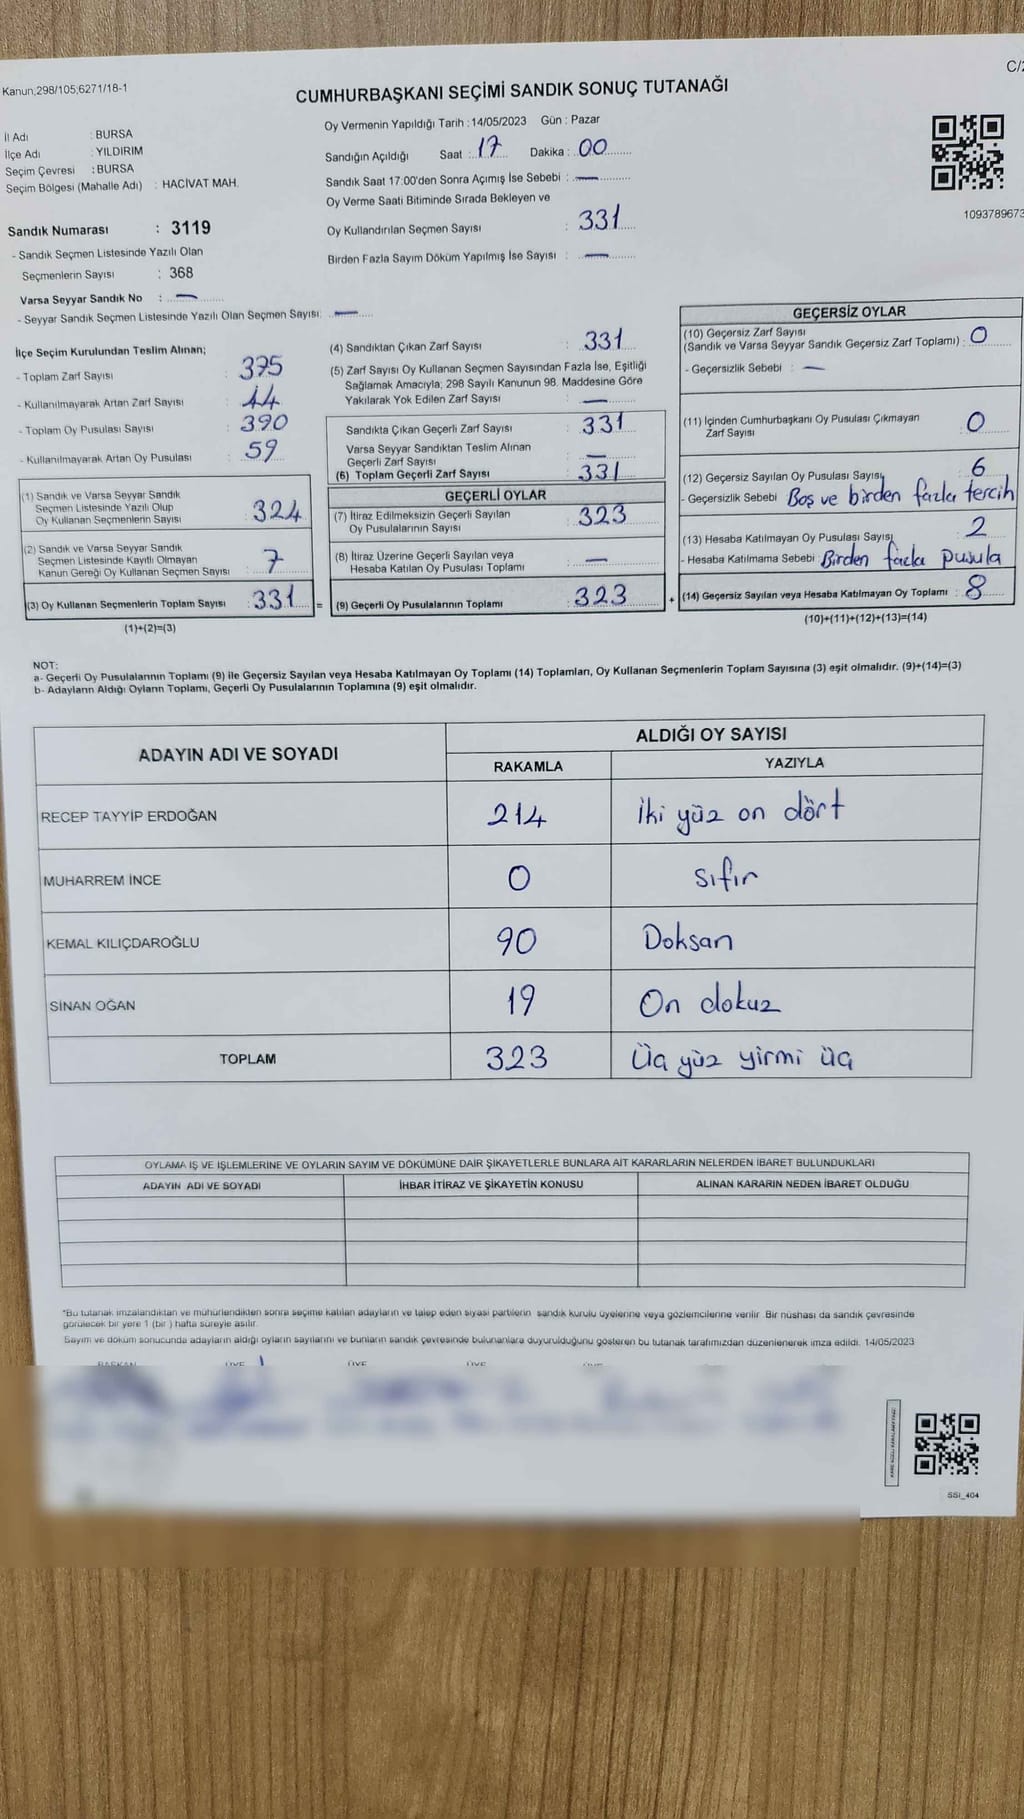 Kanun;298/105;6271/18-1
C/2
CUMHURBAŞKANI SEÇİMİ SANDIK SONUÇ TUTANAĞI
İl Adı : BURSA
İlçe Adı : YILDIRIM
Seçim Çevresi : BURSA
Seçim Bölgesi (Mahalle Adı) : HACİVAT MAH.
Sandık Numarası : 3119
- Sandık Seçmen Listesinde Yazılı Olan
Seçmenlerin Sayısı : 368
Varsa Seyyar Sandık No : —
- Seyyar Sandık Seçmen Listesinde Yazılı Olan Seçmen Sayısı: —
Oy Vermenin Yapıldığı Tarih : 14/05/2023 Gün : Pazar
Sandığın Açıldığı Saat : 17 Dakika : 00
Sandık Saat 17:00'den Sonra Açımış İse Sebebi : —
Oy Verme Saati Bitiminde Sırada Bekleyen ve
Oy Kullandırılan Seçmen Sayısı : 331
Birden Fazla Sayım Döküm Yapılmış İse Sayısı : —
1093789673
İlçe Seçim Kurulundan Teslim Alınan;
- Toplam Zarf Sayısı : 375
- Kullanılmayarak Artan Zarf Sayısı : 44
- Toplam Oy Pusulası Sayısı : 390
- Kullanılmayarak Artan Oy Pusulası : 59
(1) Sandık ve Varsa Seyyar Sandık
Seçmen Listesinde Yazılı Olup
Oy Kullanan Seçmenlerin Sayısı : 324
(2) Sandık ve Varsa Seyyar Sandık
Seçmen Listesinde Kayıtlı Olmayan
Kanun Gereği Oy Kullanan Seçmen Sayısı : 7
(3) Oy Kullanan Seçmenlerin Toplam Sayısı : 331 =
(1)+(2)=(3)
(4) Sandıktan Çıkan Zarf Sayısı : 331
(5) Zarf Sayısı Oy Kullanan Seçmen Sayısından Fazla İse, Eşitliği
Sağlamak Amacıyla; 298 Sayılı Kanunun 98. Maddesine Göre
Yakılarak Yok Edilen Zarf Sayısı : —
Sandıkta Çıkan Geçerli Zarf Sayısı : 331
Varsa Seyyar Sandıktan Teslim Alınan
Geçerli Zarf Sayısı : —
(6) Toplam Geçerli Zarf Sayısı : 331
GEÇERLİ OYLAR
(7) İtiraz Edilmeksizin Geçerli Sayılan
Oy Pusulalarının Sayısı : 323
(8) İtiraz Üzerine Geçerli Sayılan veya
Hesaba Katılan Oy Pusulası Toplamı : —
(9) Geçerli Oy Pusulalarının Toplamı : 323 +
GEÇERSİZ OYLAR
(10) Geçersiz Zarf Sayısı
(Sandık ve Varsa Seyyar Sandık Geçersiz Zarf Toplamı) : 0
- Geçersizlik Sebebi : —
(11) İçinden Cumhurbaşkanı Oy Pusulası Çıkmayan
Zarf Sayısı : 0
(12) Geçersiz Sayılan Oy Pusulası Sayısı : 6
- Geçersizlik Sebebi : Boş ve birden fazla tercih
(13) Hesaba Katılmayan Oy Pusulası Sayısı : 2
- Hesaba Katılmama Sebebi : Birden fazla pusula
(14) Geçersiz Sayılan veya Hesaba Katılmayan Oy Toplamı : 8
(10)+(11)+(12)+(13)=(14)
NOT:
a- Geçerli Oy Pusulalarının Toplamı (9) ile Geçersiz Sayılan veya Hesaba Katılmayan Oy Toplamı (14) Toplamları, Oy Kullanan Seçmenlerin Toplam Sayısına (3) eşit olmalıdır. (9)+(14)=(3)
b- Adayların Aldığı Oyların Toplamı, Geçerli Oy Pusulalarının Toplamına (9) eşit olmalıdır.
ADAYIN ADI VE SOYADI
ALDIĞI OY SAYISI
RAKAMLA YAZIYLA
RECEP TAYYİP ERDOĞAN 214 İki yüz on dört
MUHARREM İNCE 0 sıfır
KEMAL KILIÇDAROĞLU 90 Doksan
SİNAN OĞAN 19 On dokuz
TOPLAM 323 Üç yüz yirmi üç
OYLAMA İŞ VE İŞLEMLERİNE VE OYLARIN SAYIM VE DÖKÜMÜNE DAİR ŞİKAYETLERLE BUNLARA AİT KARARLARIN NELERDEN İBARET BULUNDUKLARI
ADAYIN ADI VE SOYADI İHBAR İTİRAZ VE ŞİKAYETİN KONUSU ALINAN KARARIN NEDEN İBARET OLDUĞU
"Bu tutanak imzalandıktan ve mühürlendikten sonra seçime katılan adayların ve talep eden siyasi partilerin sandık kurulu üyelerine veya gözlemcilerine verilir. Bir nüshası da sandık çevresinde
görülecek bir yere 1 (bir ) hafta süreyle asılır.
Sayım ve döküm sonucunda adayların aldığı oyların sayılarını ve bunların sandık çevresinde bulunanlara duyurulduğunu gösteren bu tutanak tarafımızdan düzenlenerek imza edildi. 14/05/2023
BAŞKAN ÜYE ÜYE ÜYE ÜYE
SSI_404